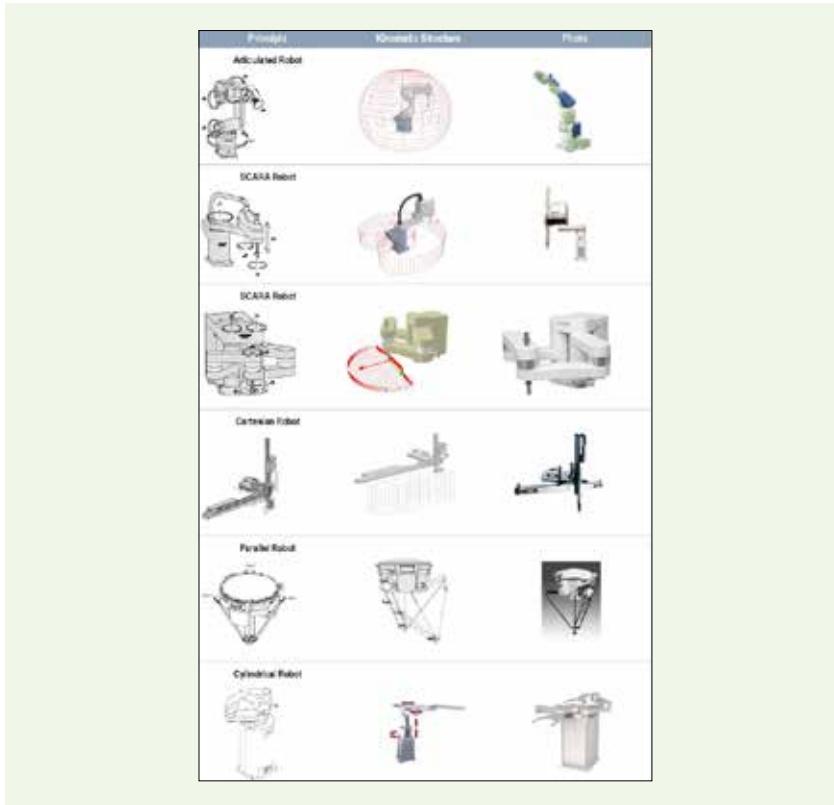 Principle Kinematic Structure Photo
Articulated Robot
SCARA Robot
SCARA Robot
Cartesian Robot
Parallel Robot
Cylindrical Robot